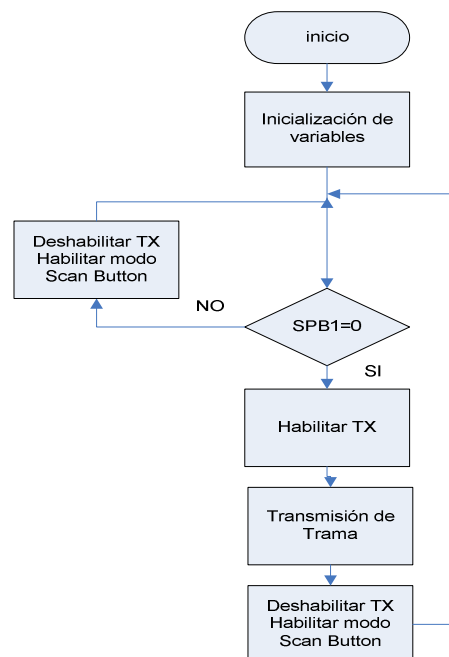 inicio
Inicialización de
variables
Deshabilitar TX
Habilitar modo
Scan Button
NO
SPB1=0
SI
Habilitar TX
Transmisión de
Trama
Deshabilitar TX
Habilitar modo
Scan Button